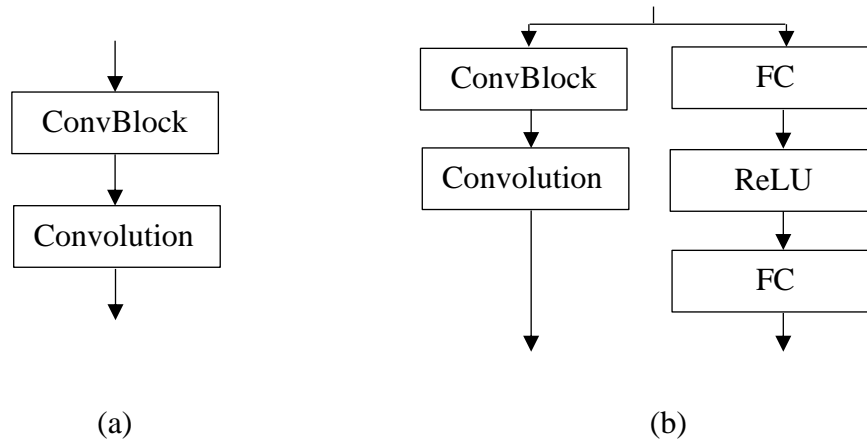 ConvBlock
Convolution
(a)
ConvBlock
Convolution
FC
ReLU
FC
(b)